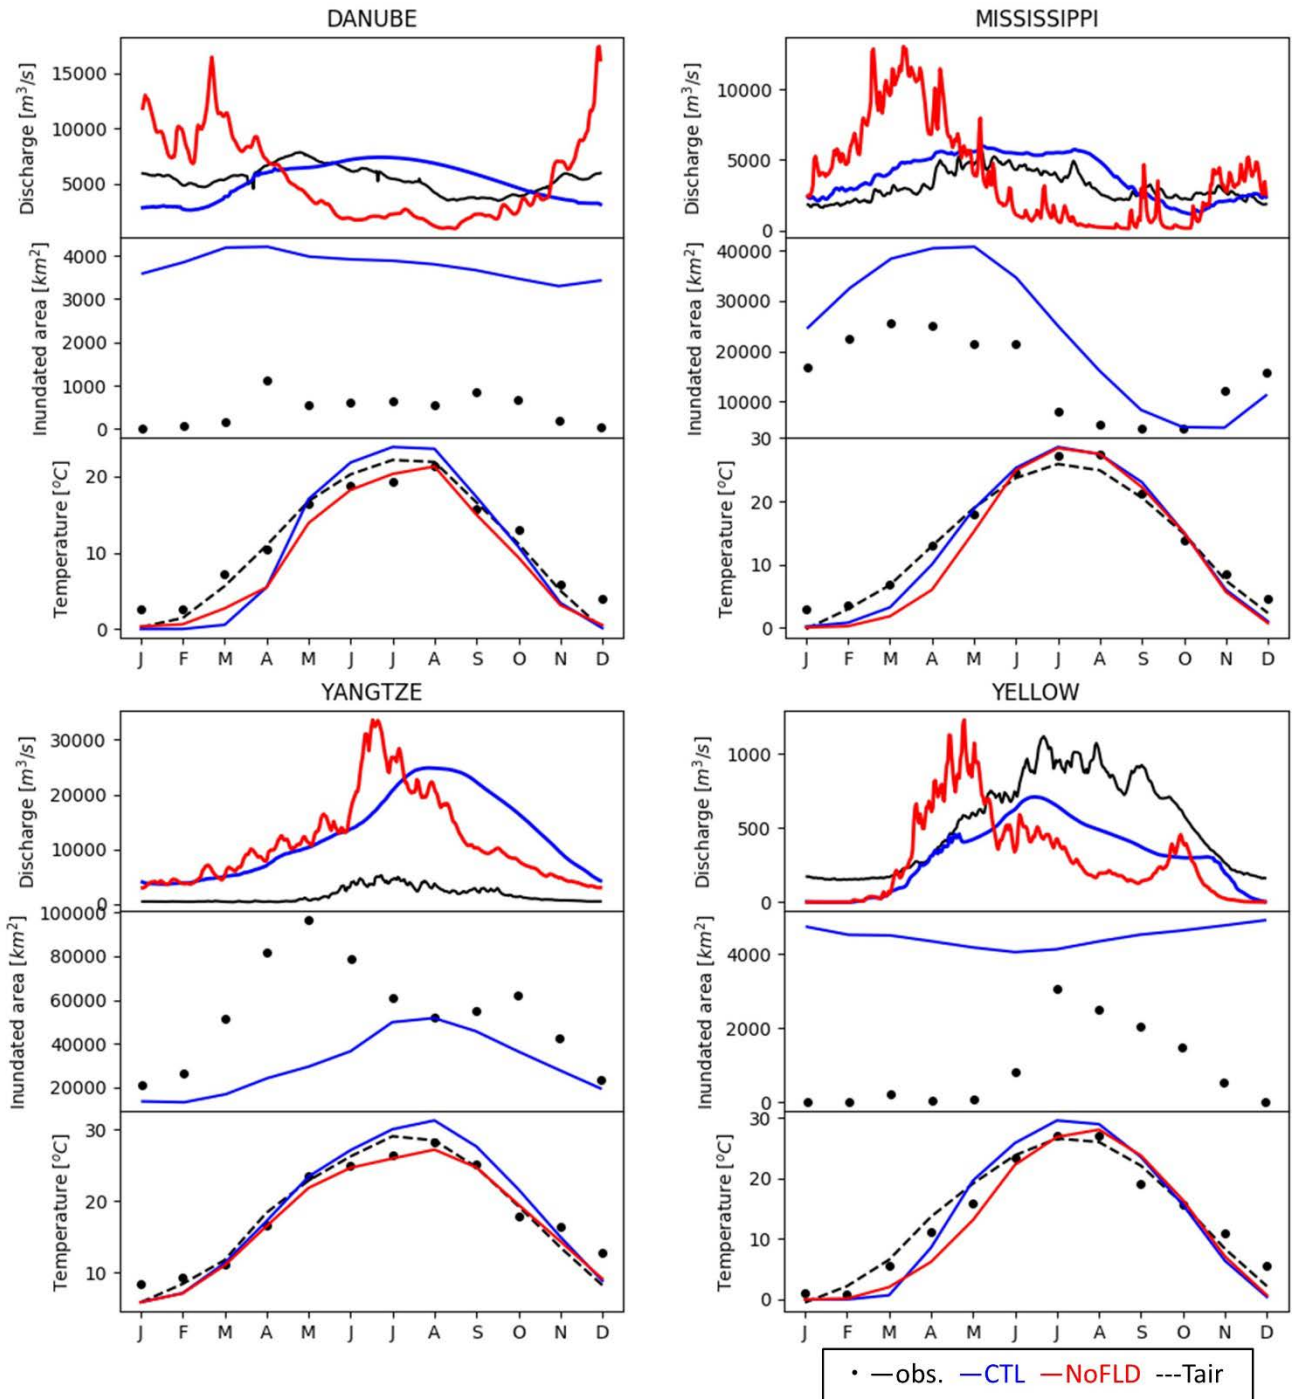 DANUBE
Discharge [m³/s]
15000
10000
5000
Inundated area [km²]
4000
3000
2000
1000
0
Temperature [°C]
20
10
0
J F M A M J J A S O N D
MISSISSIPPI
Discharge [m³/s]
10000
5000
0
Inundated area [km²]
40000
30000
20000
10000
Temperature [°C]
30
20
10
0
J F M A M J J A S O N D
YANGTZE
Discharge [m³/s]
30000
20000
10000
0
Inundated area [km²]
100000
80000
60000
40000
20000
Temperature [°C]
30
20
10
J F M A M J J A S O N D
YELLOW
Discharge [m³/s]
1000
500
0
Inundated area [km²]
4000
2000
0
Temperature [°C]
30
20
10
0
J F M A M J J A S O N D
obs. CTL NoFLD Tair